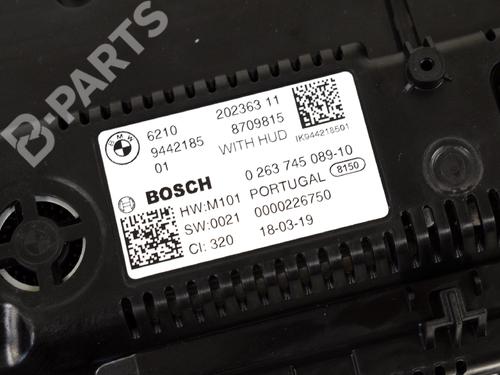 B-PARTS
BMW
6210 202363 11
9442185 8709815
01 WITH HUD IK944218501
BOSCH 0 263 745 089-10
HW:M101 PORTUGAL 8150
SW:0021 0000226750
CI: 320 18-03-19